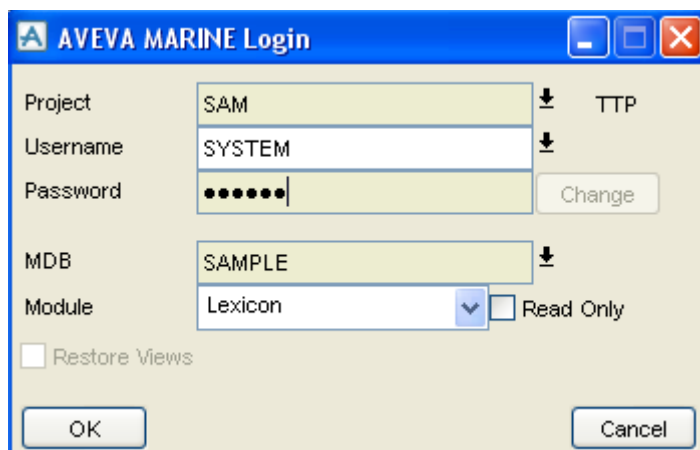 AVEVA MARINE Login
Project SAM TTP
Username SYSTEM
Password ●●●●●● Change
MDB SAMPLE
Module Lexicon Read Only
Restore Views
OK Cancel